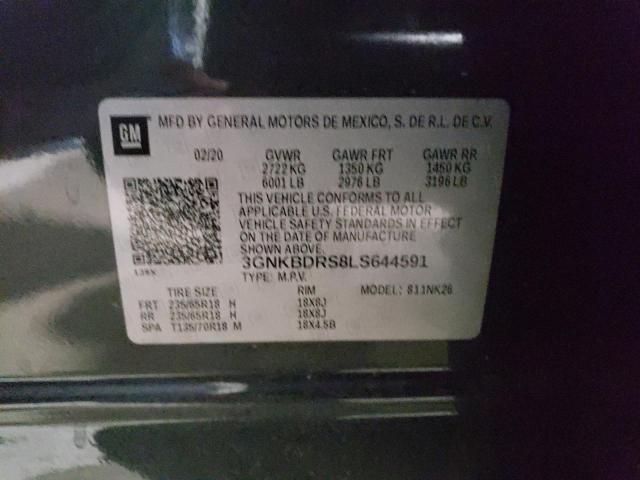 GM
MFD BY GENERAL MOTORS DE MEXICO, S. DE R.L. DE C.V.
02/20 GVWR GAWR FRT GAWR RR
2722 KG 1350 KG 1450 KG
6001 LB 2976 LB 3196 LB
THIS VEHICLE CONFORMS TO ALL
APPLICABLE U.S. FEDERAL MOTOR
VEHICLE SAFETY STANDARDS IN EFFECT
ON THE DATE OF MANUFACTURE
SHOWN ABOVE.
3GNKBDRS8LS644591
TYPE: M.P.V.
TIRE SIZE RIM MODEL: 811NK26
FRT 235/65R18 H 18X8J
RR 235/65R18 H 18X8J
SPA T135/70R18 M 18X4.5B